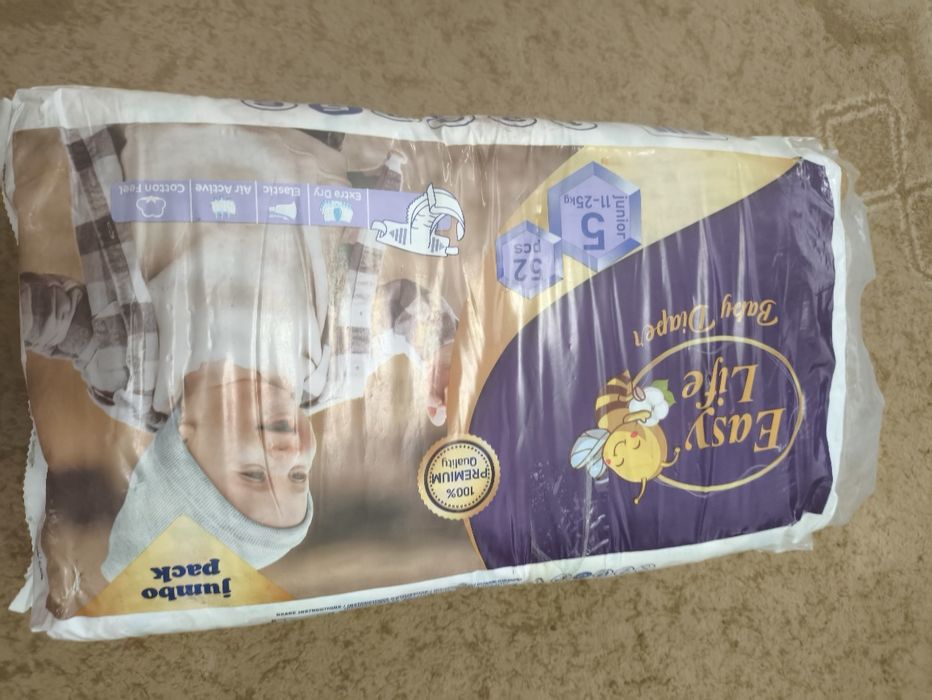 Easy
Life
Baby Diaper
5
junior
11-25kg
52
pcs
100%
PREMIUM
Quality
Extra Dry
Elastic
Air Active
Cotton Feel
jumbo
pack